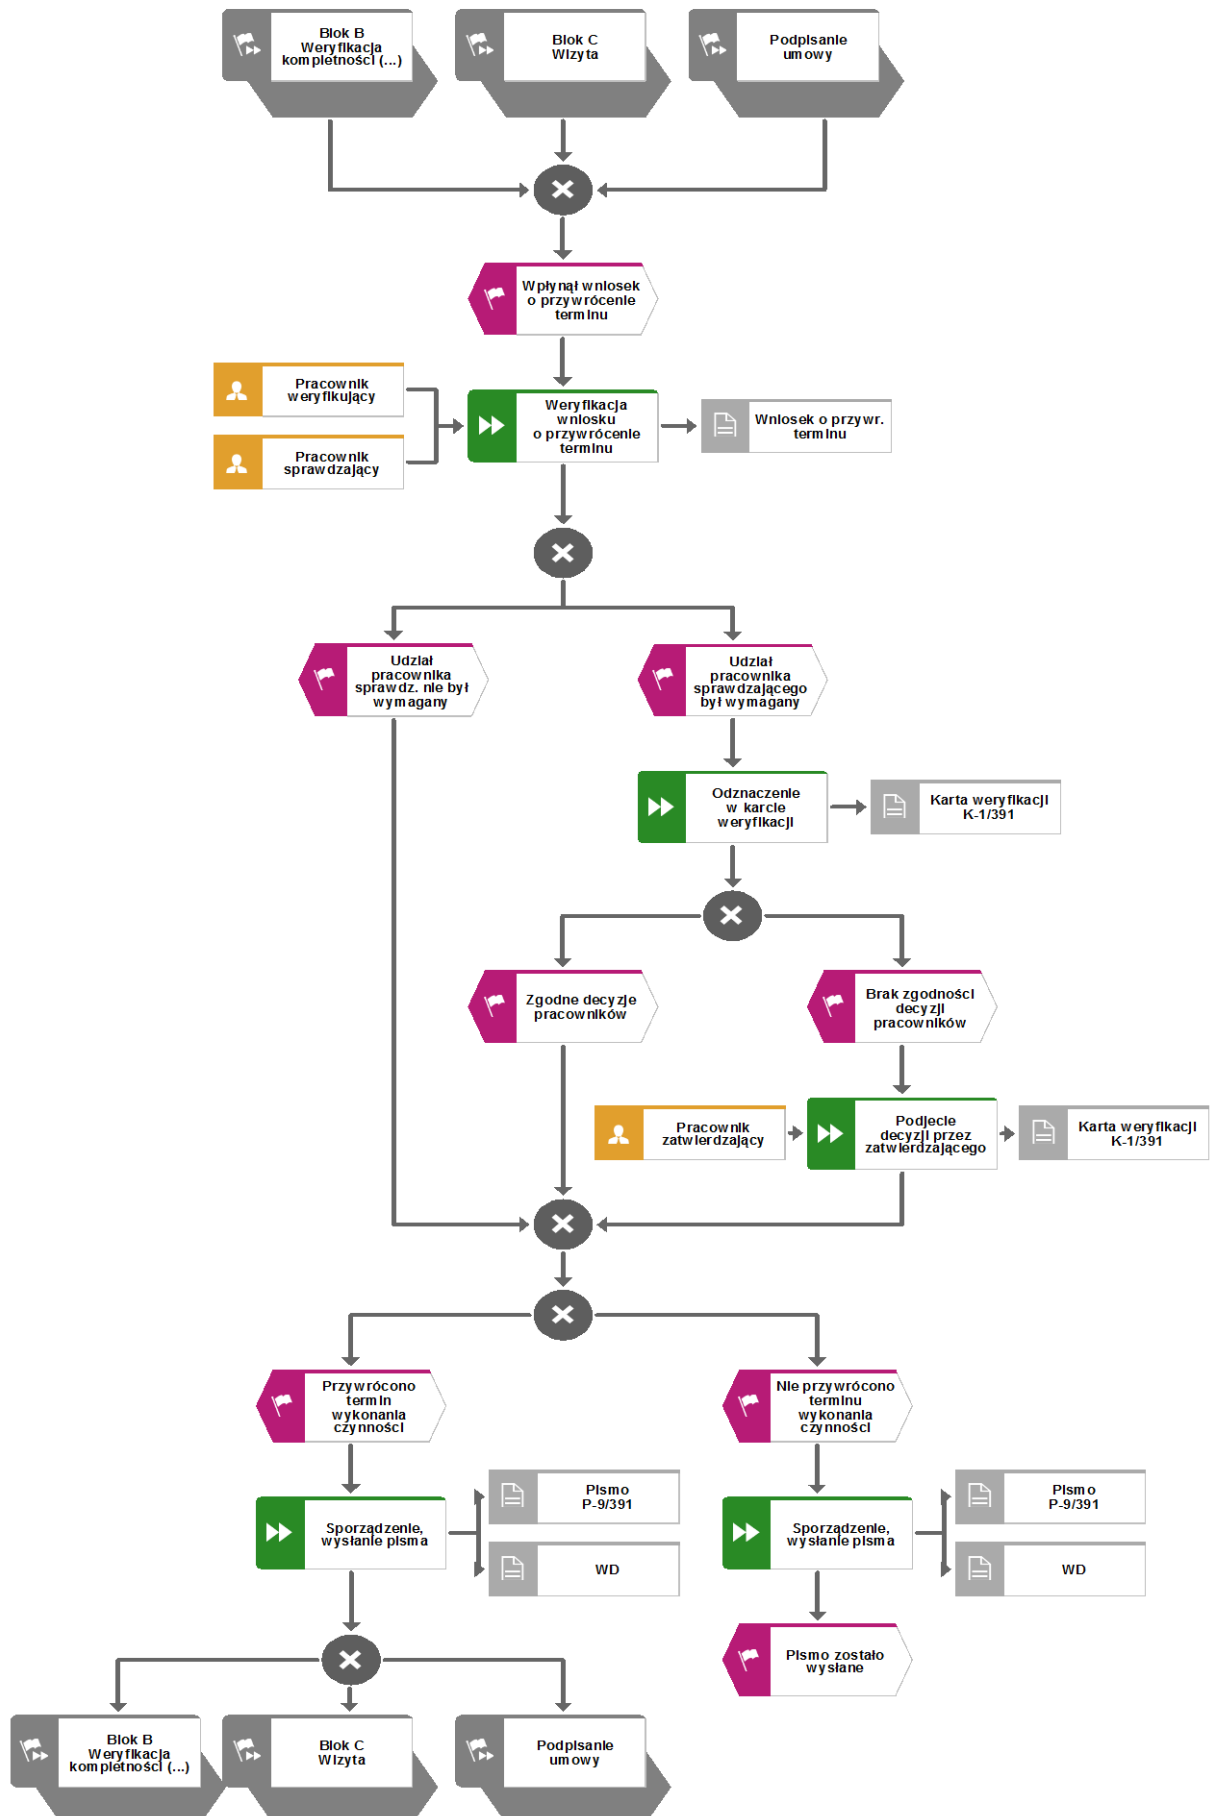 Blok B
Weryfikacja
kompletności (...)
Blok C
Wizyta
Podpisanie
umowy
Wpłynął wniosek
o przywrócenie
terminu
Pracownik
weryfikujący
Pracownik
sprawdzający
Weryfikacja
wniosku
o przywrócenie
terminu
Wniosek o przywr.
terminu
Udział
pracownika
sprawdz. nie był
wymagany
Udział
pracownika
sprawdzającego
był wymagany
Odznaczenie
w karcie
weryfikacji
Karta weryfikacji
K-1/391
Zgodne decyzje
pracowników
Brak zgodności
decyzji
pracowników
Pracownik
zatwierdzający
Podjecie
decyzji przez
zatwierdzającego
Karta weryfikacji
K-1/391
Przywrócono
termin
wykonania
czynności
Nie przywrócono
terminu
wykonania
czynności
Sporządzenie,
wysłanie pisma
Pismo
P-9/391
WD
Sporządzenie,
wysłanie pisma
Pismo
P-9/391
WD
Pismo zostało
wysłane
Blok B
Weryfikacja
kompletności (...)
Blok C
Wizyta
Podpisanie
umowy